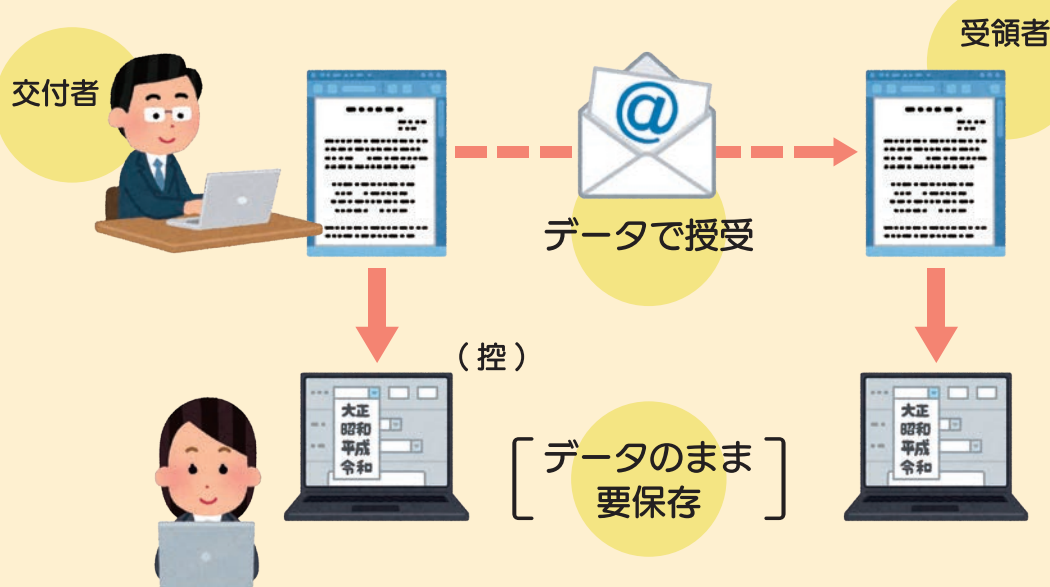 交付者
受領者
@
データで授受
（控）
大正
昭和
平成
令和
データのまま
要保存
大正
昭和
平成
令和